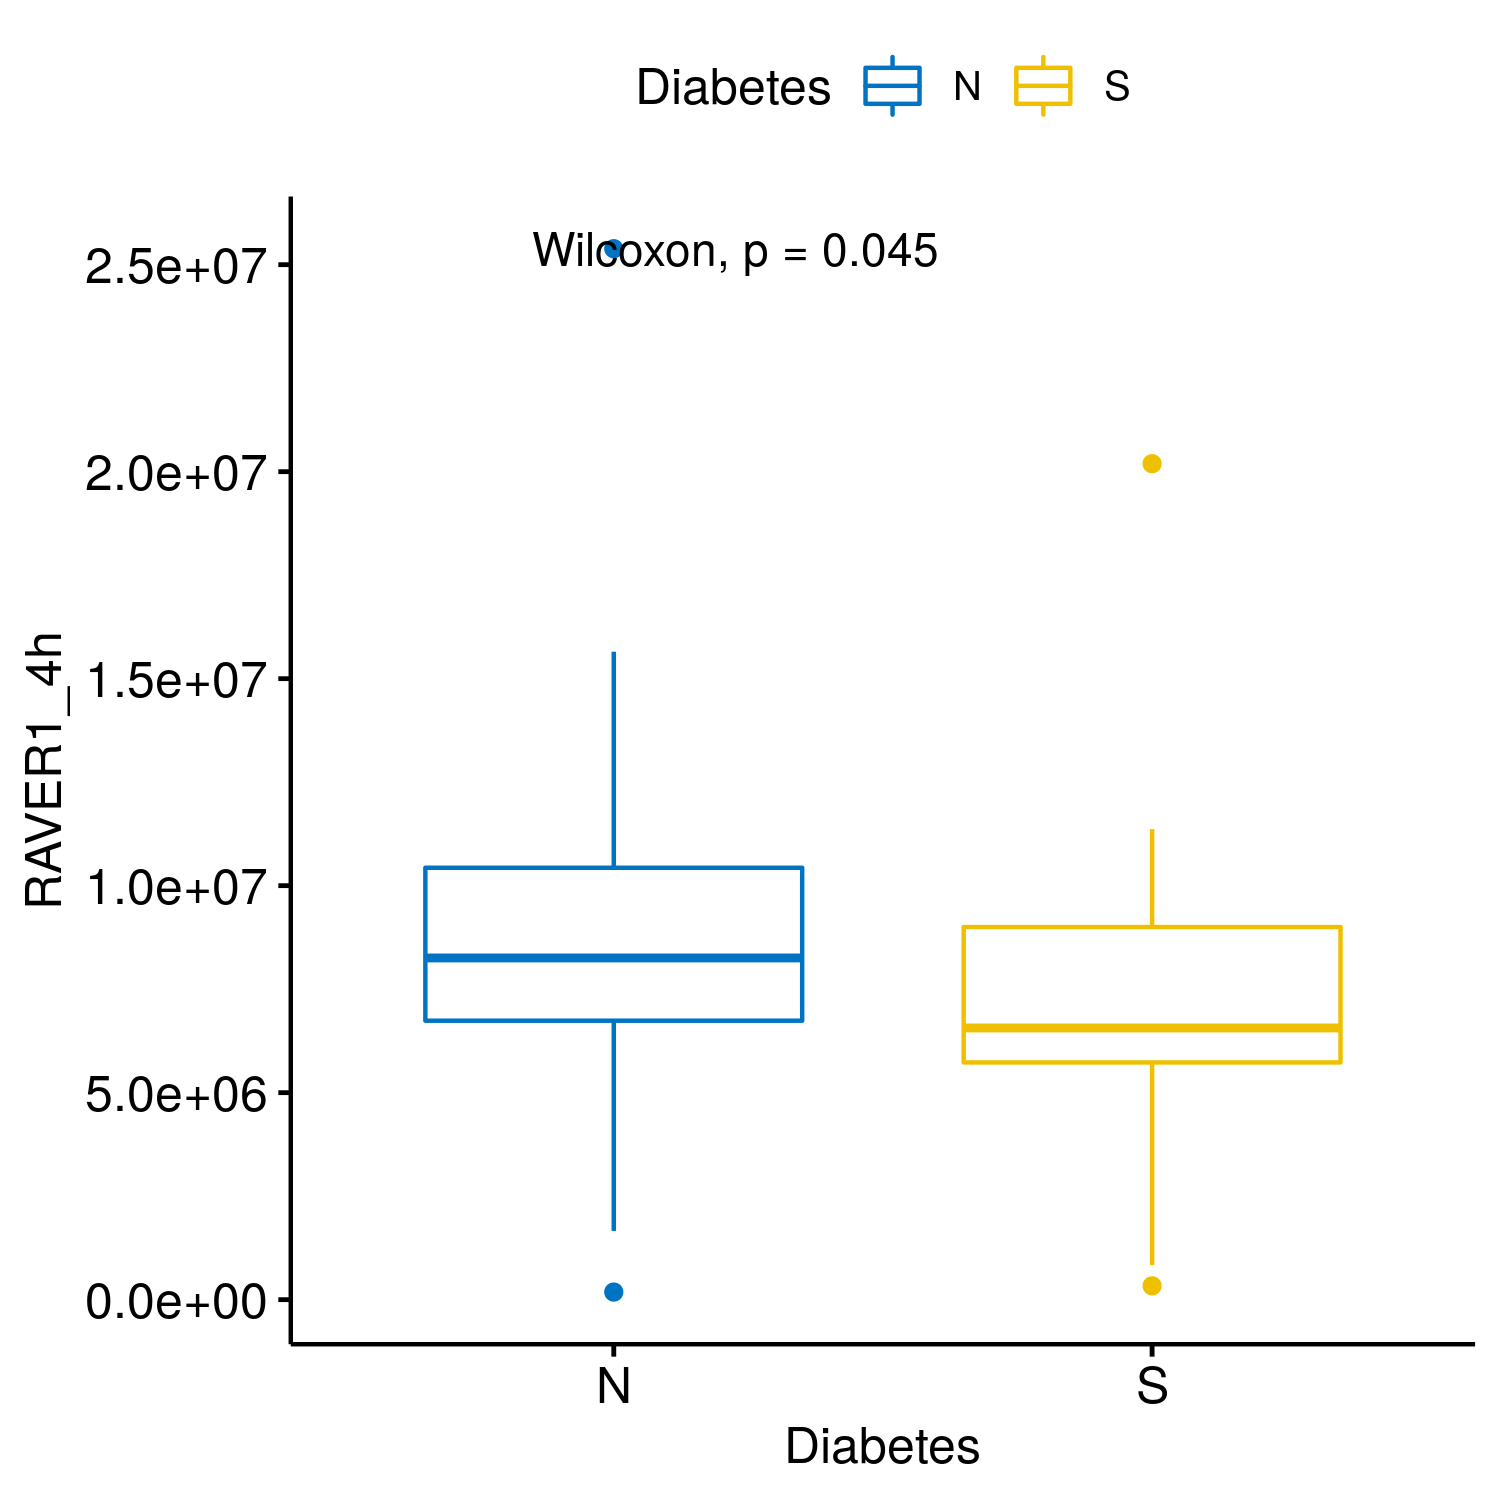 Diabetes N S
Wilcoxon, p = 0.045
2.5e+07
2.0e+07
1.5e+07
1.0e+07
5.0e+06
0.0e+00
RAVER1_4h
N S
Diabetes